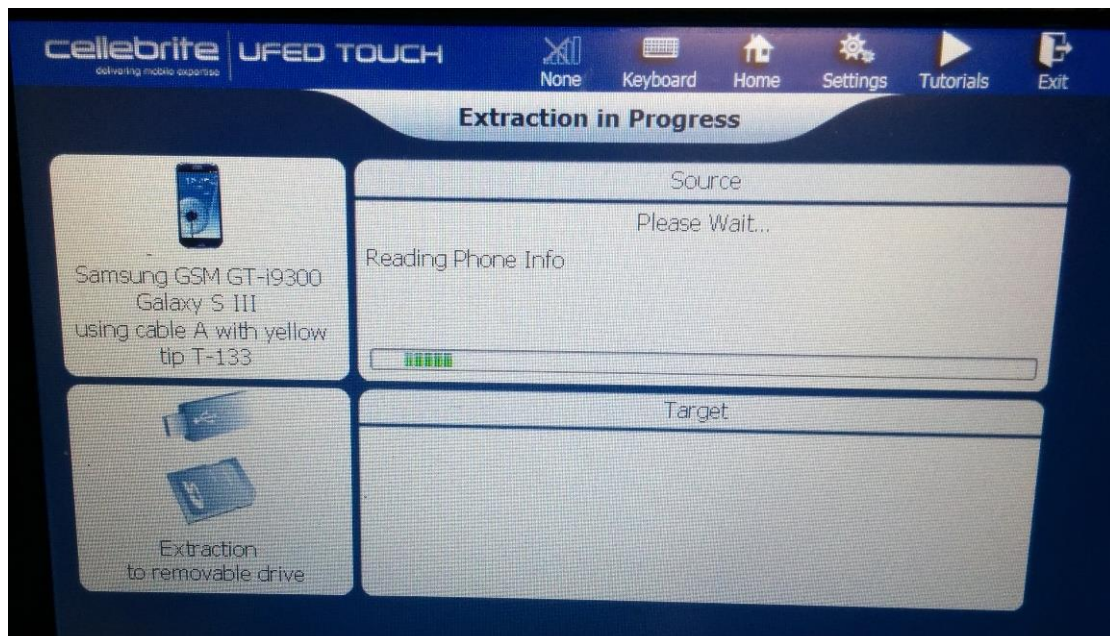 cellebrite UFED TOUCH
delivering mobile expertise
None Keyboard Home Settings Tutorials Exit
Extraction in Progress
Samsung GSM GT-i9300
Galaxy S III
using cable A with yellow
tip T-133
Source
Please Wait...
Reading Phone Info
Extraction
to removable drive
Target